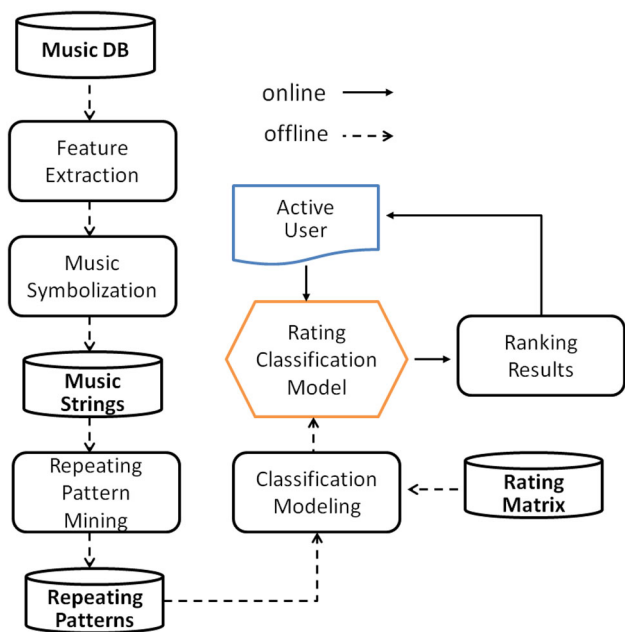 Music DB
online
offline
Feature
Extraction
Active
User
Music
Symbolization
Rating
Classification
Model
Ranking
Results
Music
Strings
Repeating
Pattern
Mining
Classification
Modeling
Rating
Matrix
Repeating
Patterns